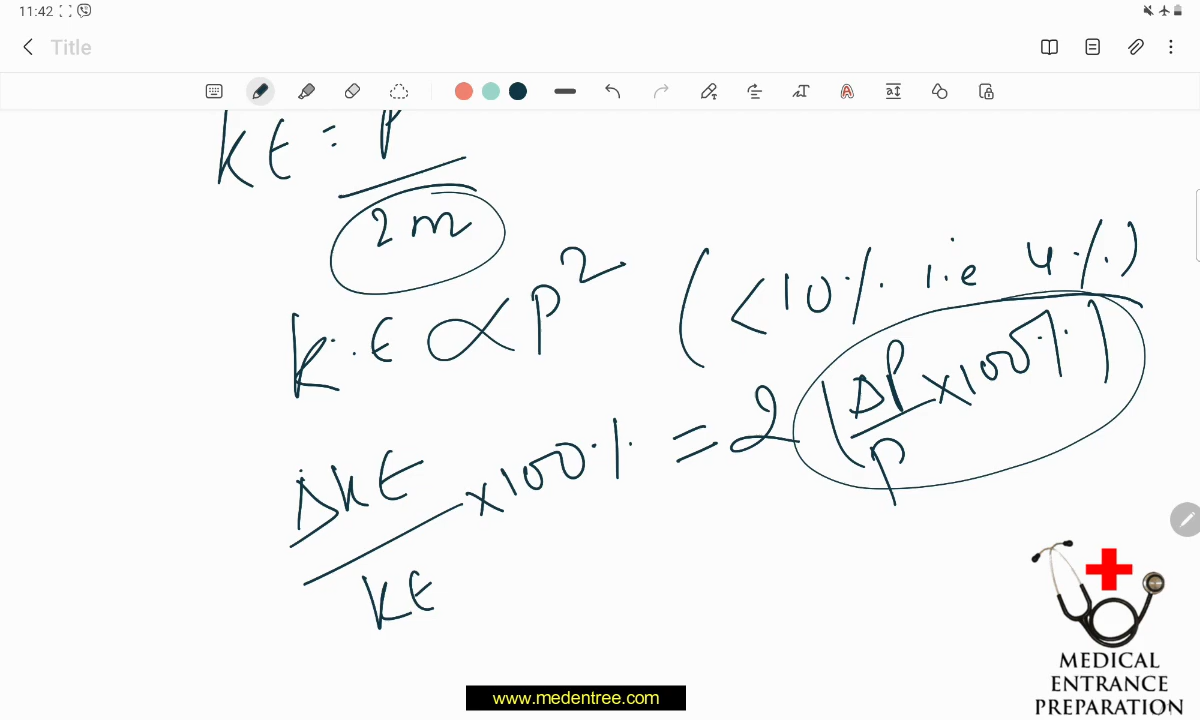 11:42
Title
KE = P
2m
K.E ∝ P²
(<10% i.e 4%)
ΔKE/KE ×100% = 2 (ΔP/P ×100%)
MEDICAL
ENTRANCE
PREPARATION
www.medentree.com